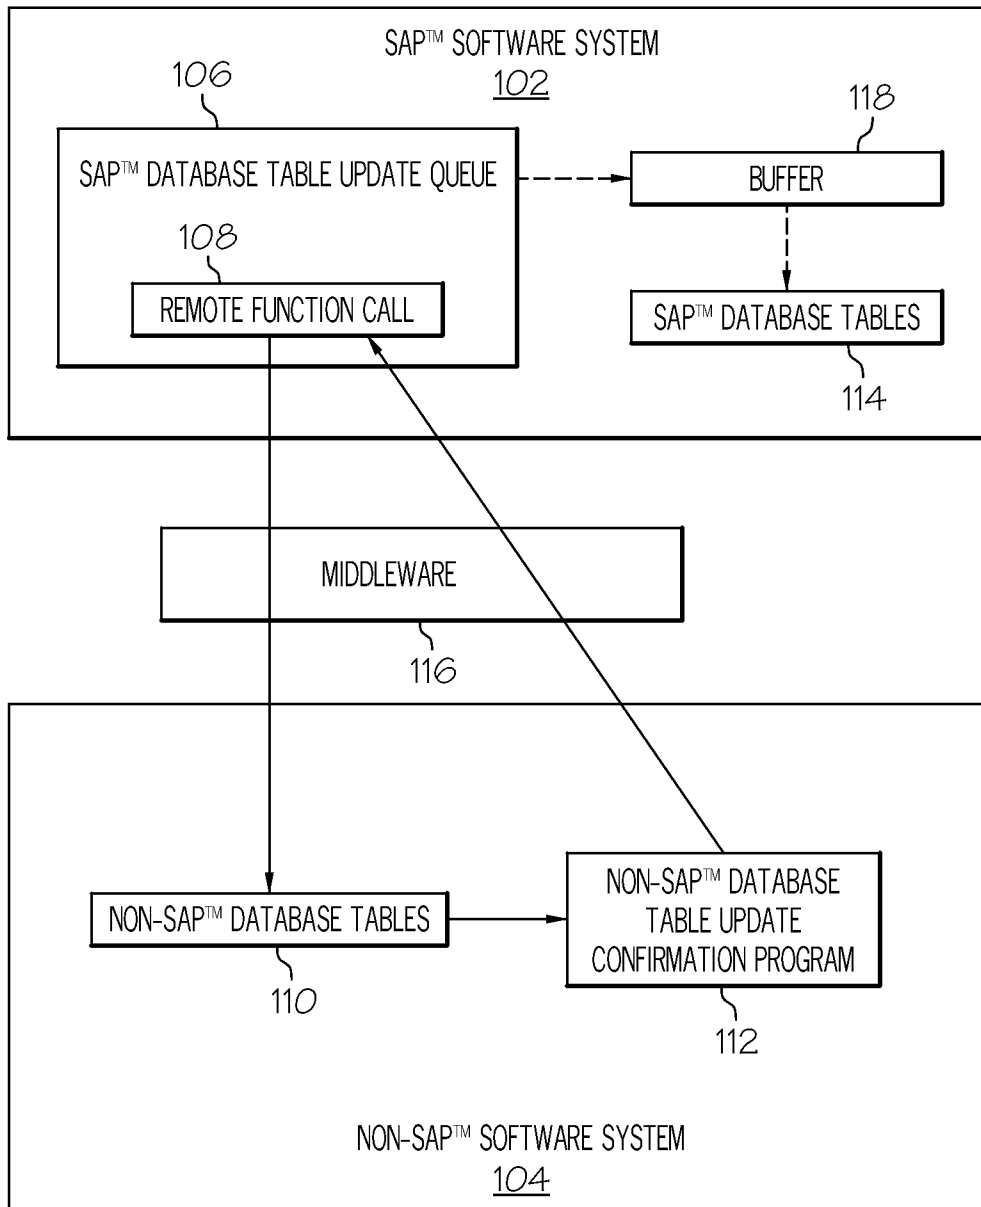 SAP™ SOFTWARE SYSTEM
102
106
118
SAP™ DATABASE TABLE UPDATE QUEUE
BUFFER
108
REMOTE FUNCTION CALL
SAP™ DATABASE TABLES
114
MIDDLEWARE
116
NON-SAP™ DATABASE TABLES
110
NON-SAP™ DATABASE
TABLE UPDATE
CONFIRMATION PROGRAM
112
NON-SAP™ SOFTWARE SYSTEM
104